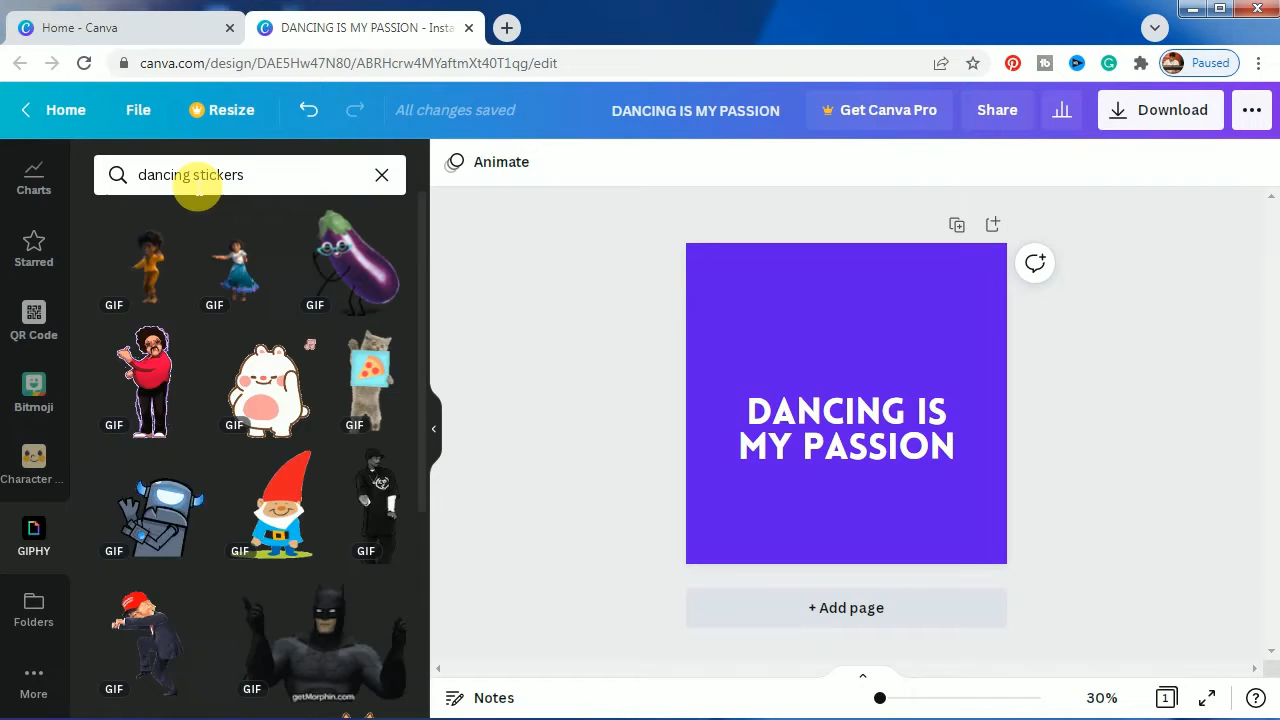 Home - Canva
DANCING IS MY PASSION - Insta
canva.com/design/DAE5Hw47N80/ABRHcrw4MYaftmXt40T1qg/edit
Paused
Home
File
Resize
All changes saved
DANCING IS MY PASSION
Get Canva Pro
Share
Download
Charts
Starred
QR Code
Bitmoji
Character ...
GIPHY
Folders
More
dancing stickers
GIF
GIF
GIF
GIF
GIF
GIF
GIF
GIF
GIF
GIF
GIF
getMorphin.com
Animate
DANCING IS
MY PASSION
+ Add page
Notes
30%
1